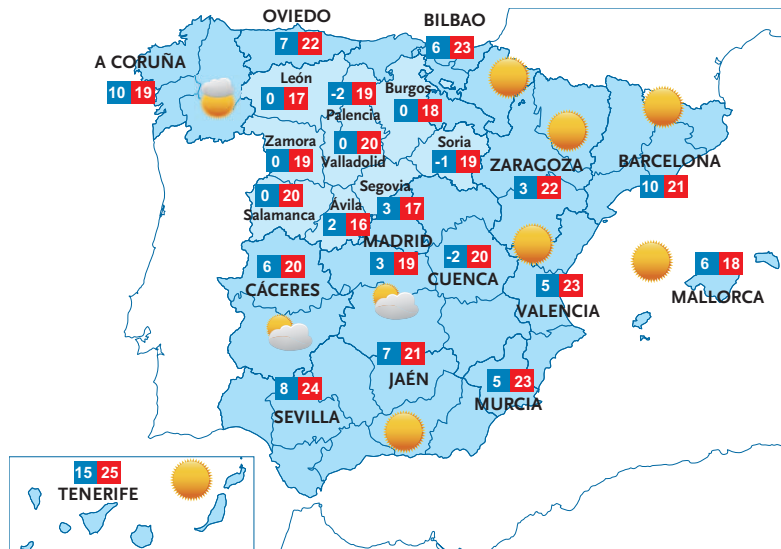 OVIEDO
7 22
BILBAO
6 23
A CORUÑA
10 19
León
0 17
-2 19
Palencia
Burgos
0 18
Zamora
0 19
0 20
Valladolid
Soria
-1 19
ZARAGOZA
3 22
BARCELONA
10 21
0 20
Salamanca
Ávila
2 16
Segovia
3 17
MADRID
3 19
-2 20
CUENCA
6 20
CÁCERES
5 23
VALENCIA
6 18
MALLORCA
7 21
JAÉN
8 24
SEVILLA
5 23
MURCIA
15 25
TENERIFE